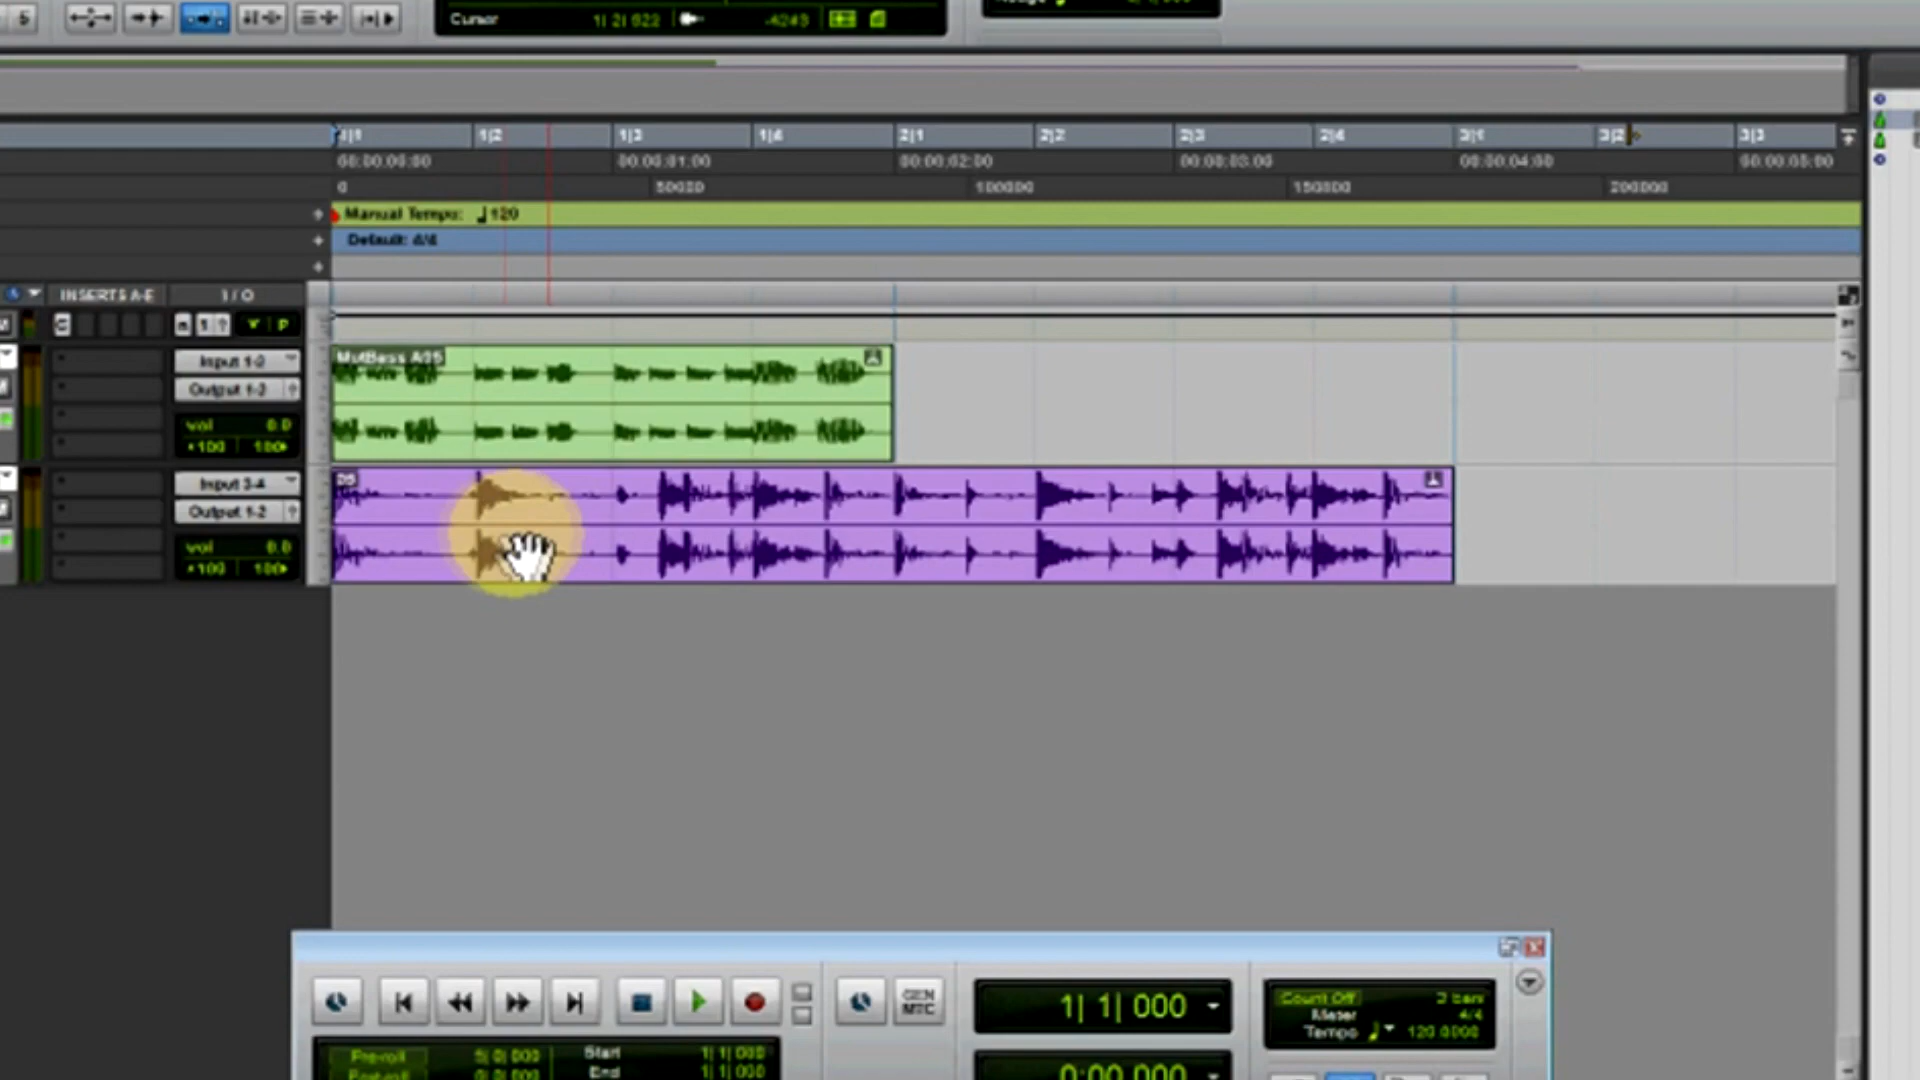 5
Cursor 1| 2| 622 -4249
1|1 1|2 1|3 1|4 2|1 2|2 2|3 2|4 3|1 3|2 3|3
00:00:00:00 00:00:01:00 00:00:02:00 00:00:03:00 00:00:04:00 00:00:05:00
0 50000 100000 150000 200000
Manual Tempo: 120
Default: 4/4
INSERTS A-E I / O
V P
MutBass A05
Input 1-2
Output 1-2
vol 0.0
100 100
Input 3-4
Output 1-2
vol 0.0
100 100
GEN
MTC
1| 1| 000
Count Off 2 bars
Meter 4/4
Tempo 120.0000
Pre-roll 5| 0| 000 Start 1| 1| 000
Post-roll 0| 0| 000 End 1| 1| 000
0:00.000